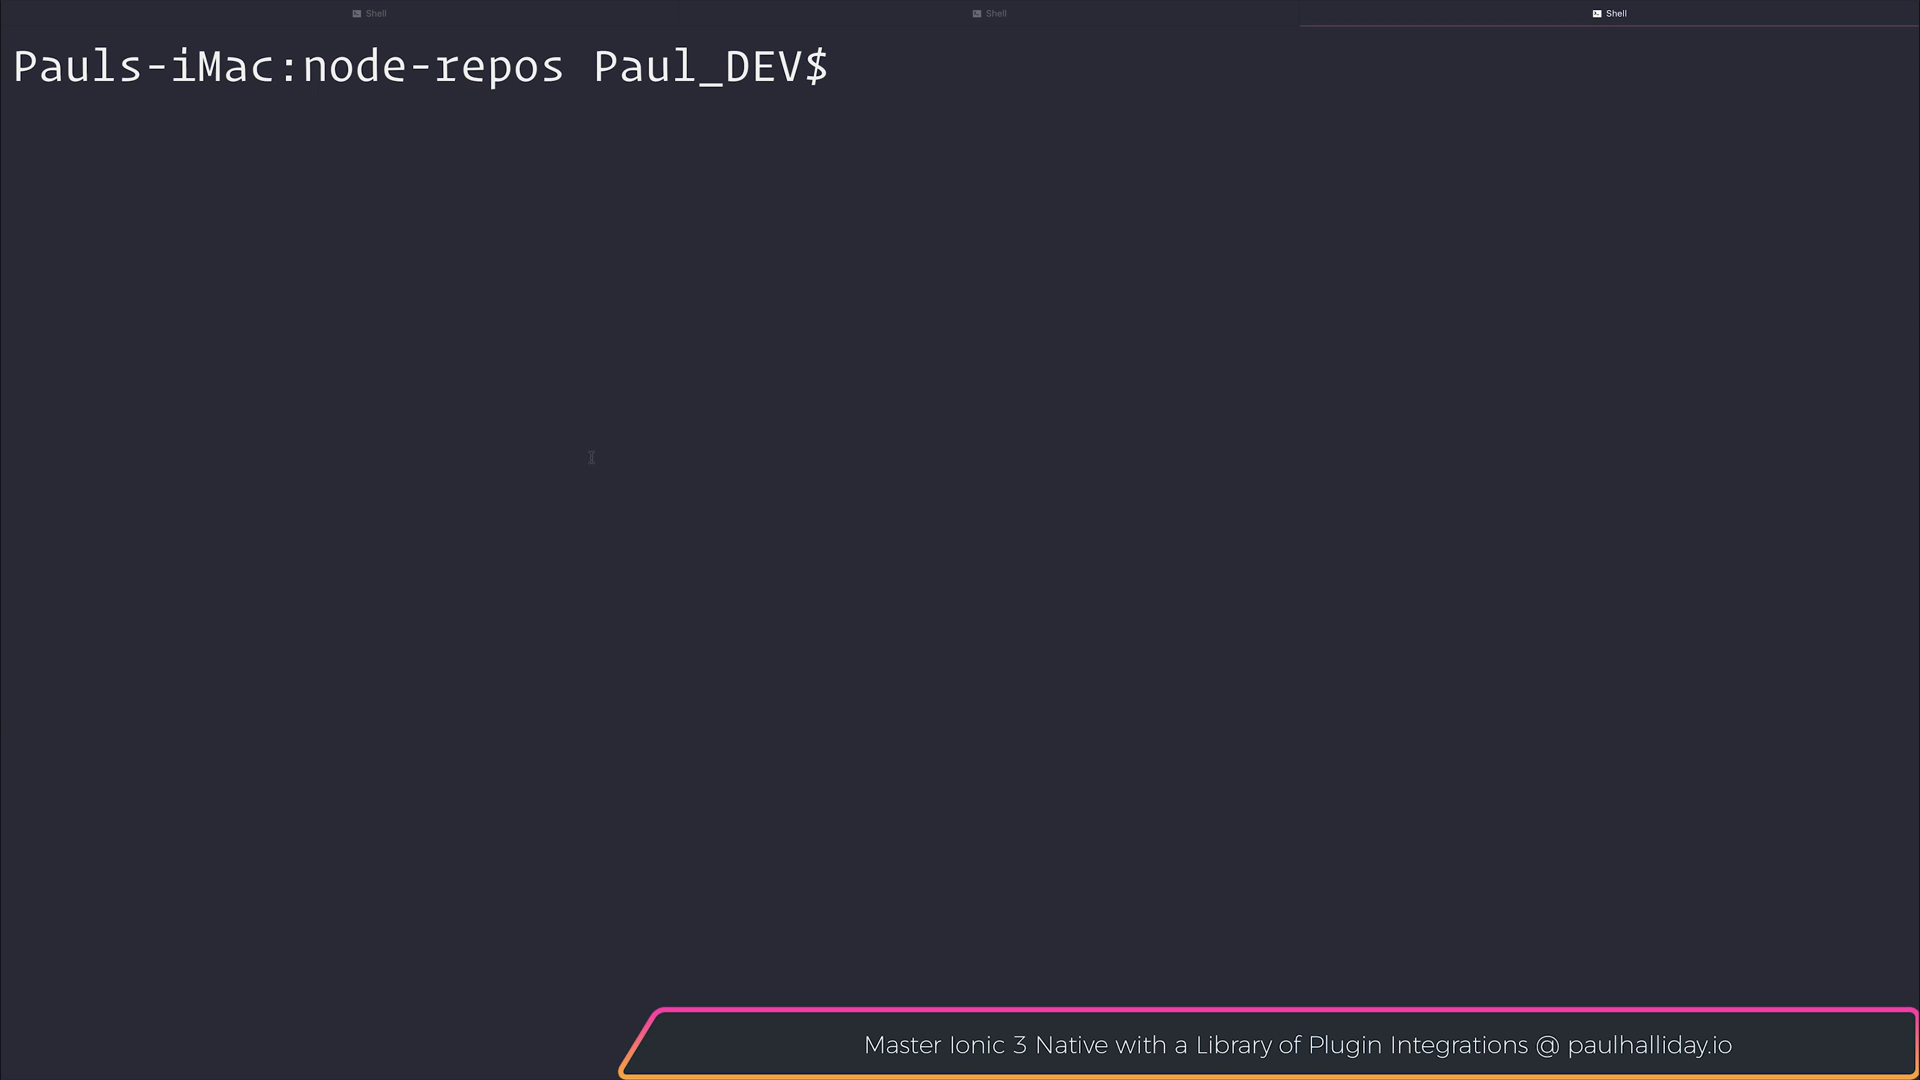 Shell
Shell
Shell
Pauls-iMac:node-repos Paul_DEV$
Master Ionic 3 Native with a Library of Plugin Integrations @ paulhalliday.io